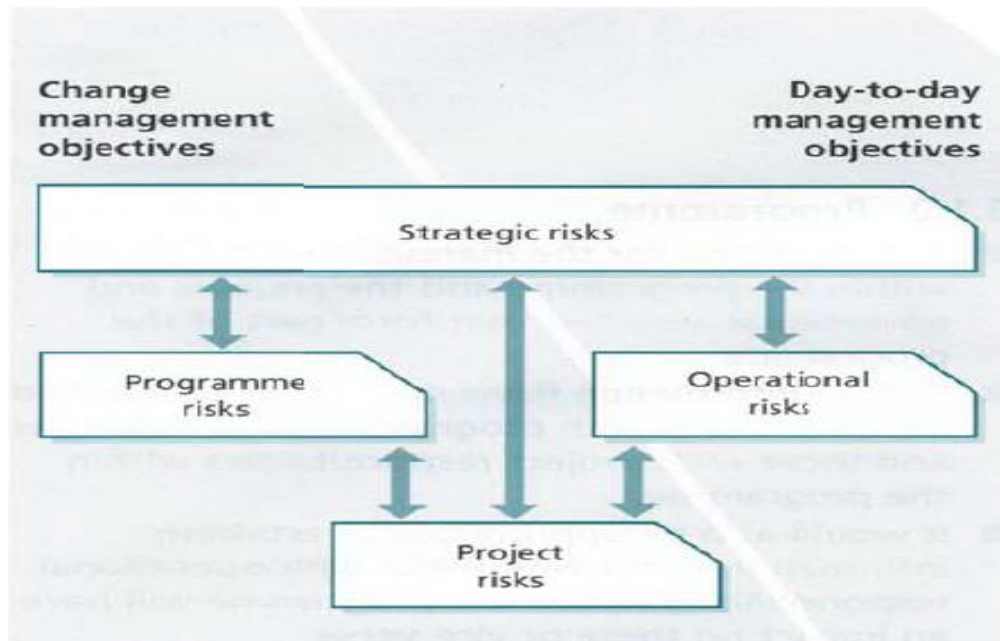 Change
management
objectives
Day-to-day
management
objectives
Strategic risks
Programme
risks
Operational
risks
Project
risks